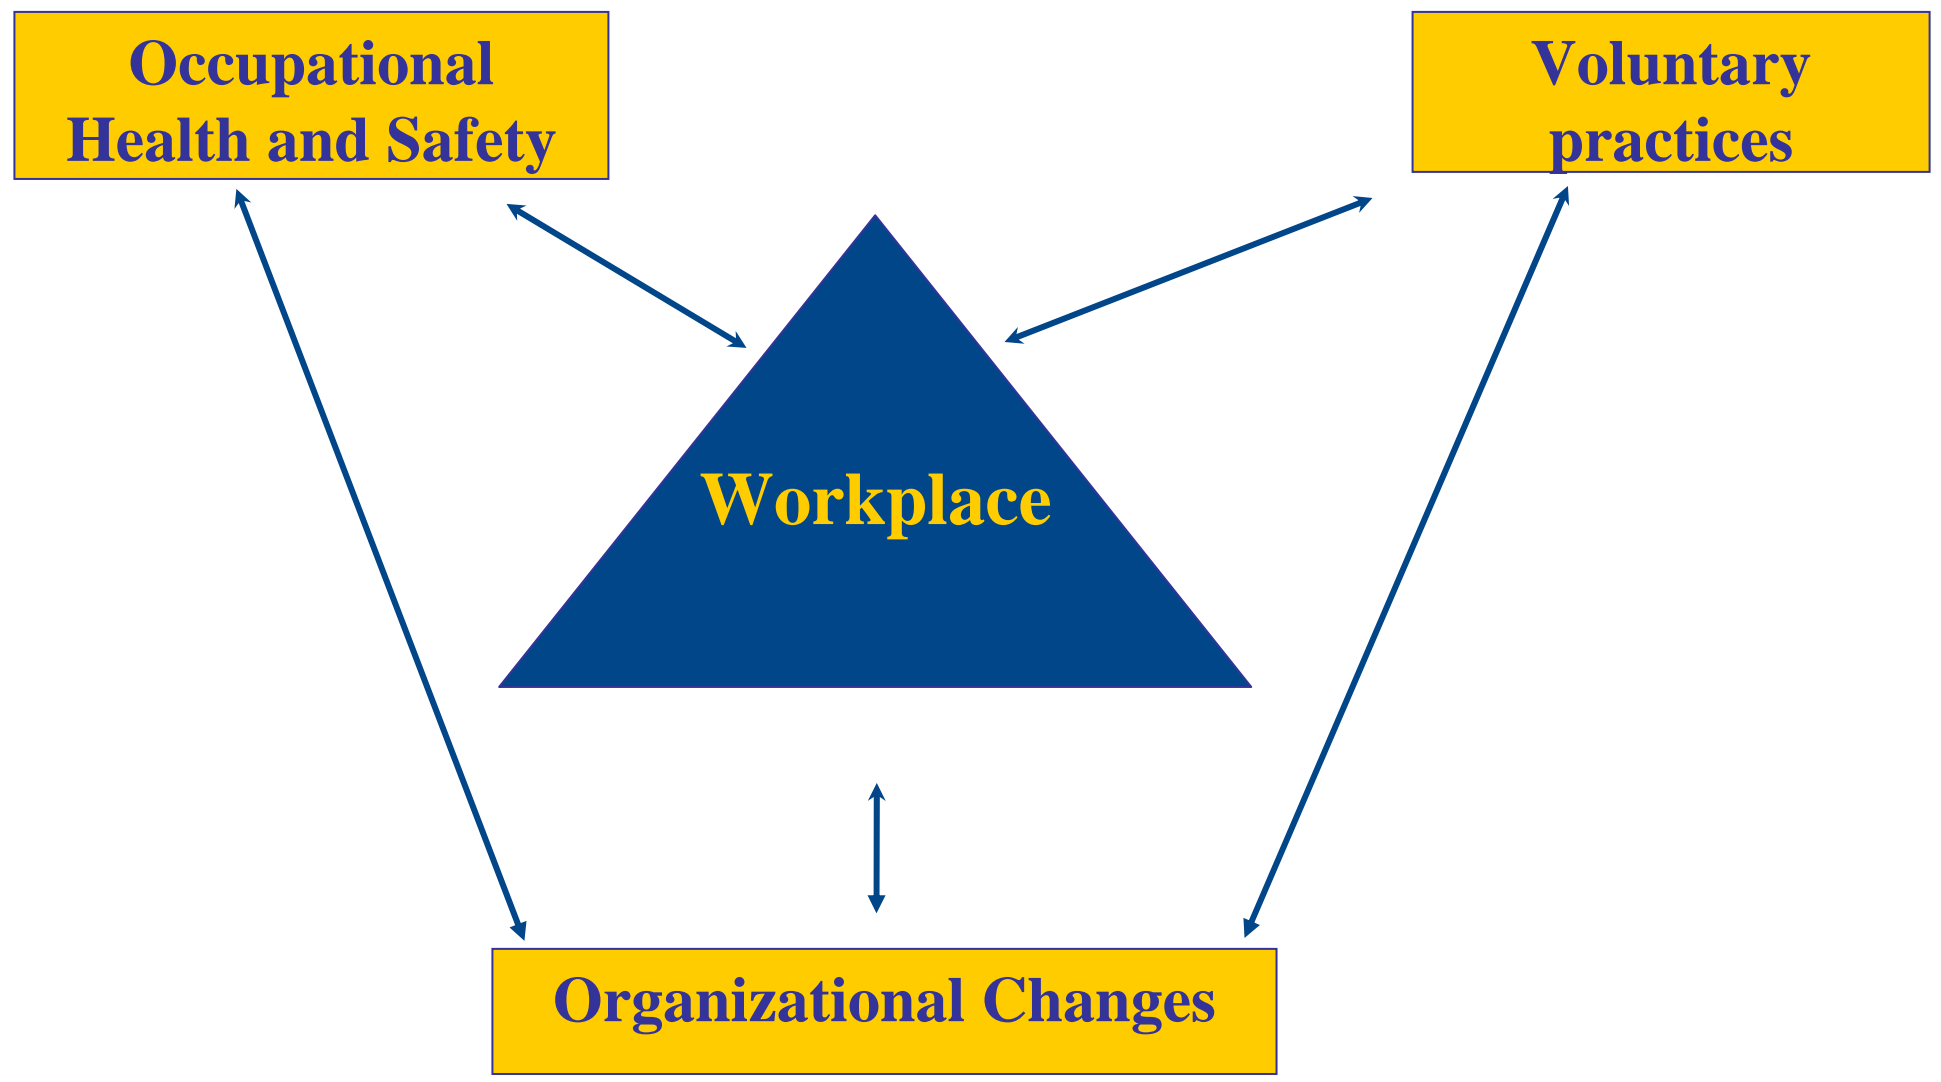 Occupational
Health and Safety
Voluntary
practices
Workplace
Organizational Changes